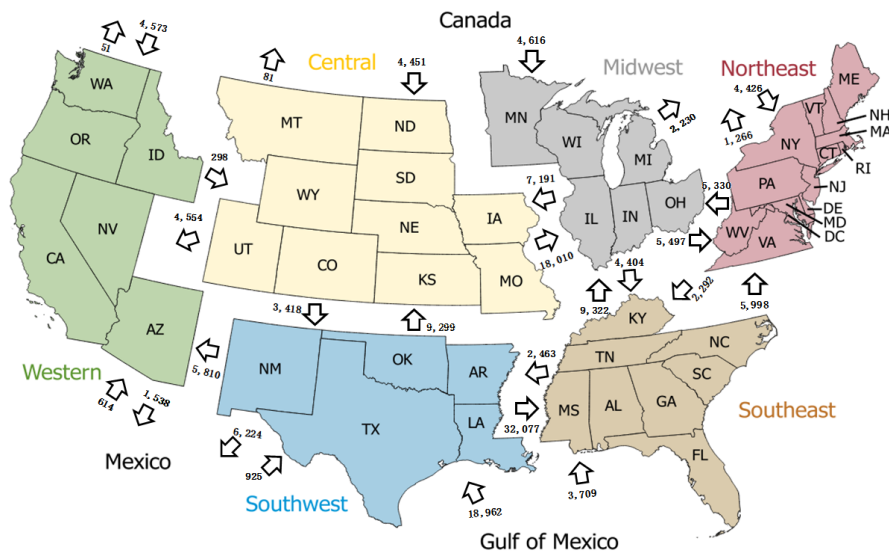 Canada
51
4,573
81
Central
4,451
4,616
Midwest
2,230
Northeast
4,426
1,266
WA
OR
ID
CA
NV
AZ
MT
ND
SD
WY
NE
IA
UT
CO
KS
MO
MN
WI
MI
IL
IN
OH
ME
VT
NH
MA
NY
CT
RI
PA
NJ
DE
MD
DC
WV
VA
298
4,554
7,191
18,010
5,330
5,497
4,404
2,292
9,322
5,998
3,418
9,299
5,810
Western
614
1,538
Mexico
NM
OK
AR
TX
LA
2,463
32,077
KY
TN
NC
SC
MS
AL
GA
FL
Southeast
6,224
925
Southwest
18,962
3,709
Gulf of Mexico